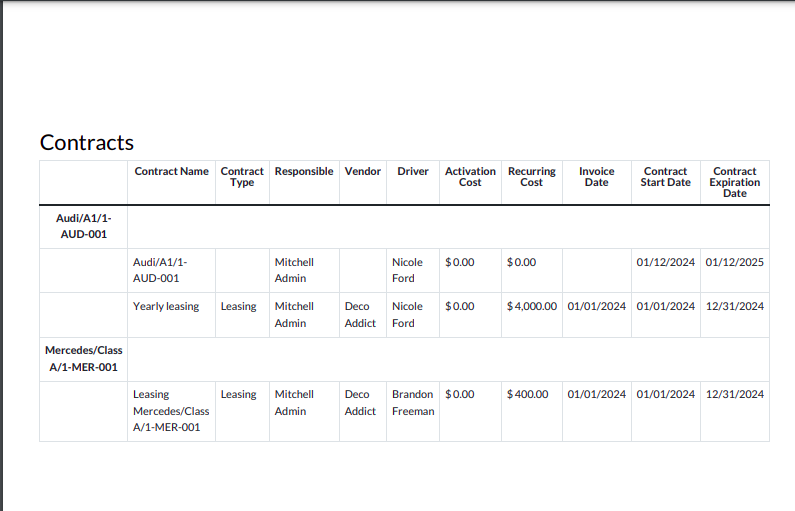 Contracts
Contract Name Contract Type Responsible Vendor Driver Activation Cost Recurring Cost Invoice Date Contract Start Date Contract Expiration Date
Audi/A1/1-AUD-001
Audi/A1/1-AUD-001 Mitchell Admin Nicole Ford $ 0.00 $ 0.00 01/12/2024 01/12/2025
Yearly leasing Leasing Mitchell Admin Deco Addict Nicole Ford $ 0.00 $ 4,000.00 01/01/2024 01/01/2024 12/31/2024
Mercedes/Class A/1-MER-001
Leasing Mercedes/Class A/1-MER-001 Leasing Mitchell Admin Deco Addict Brandon Freeman $ 0.00 $ 400.00 01/01/2024 01/01/2024 12/31/2024